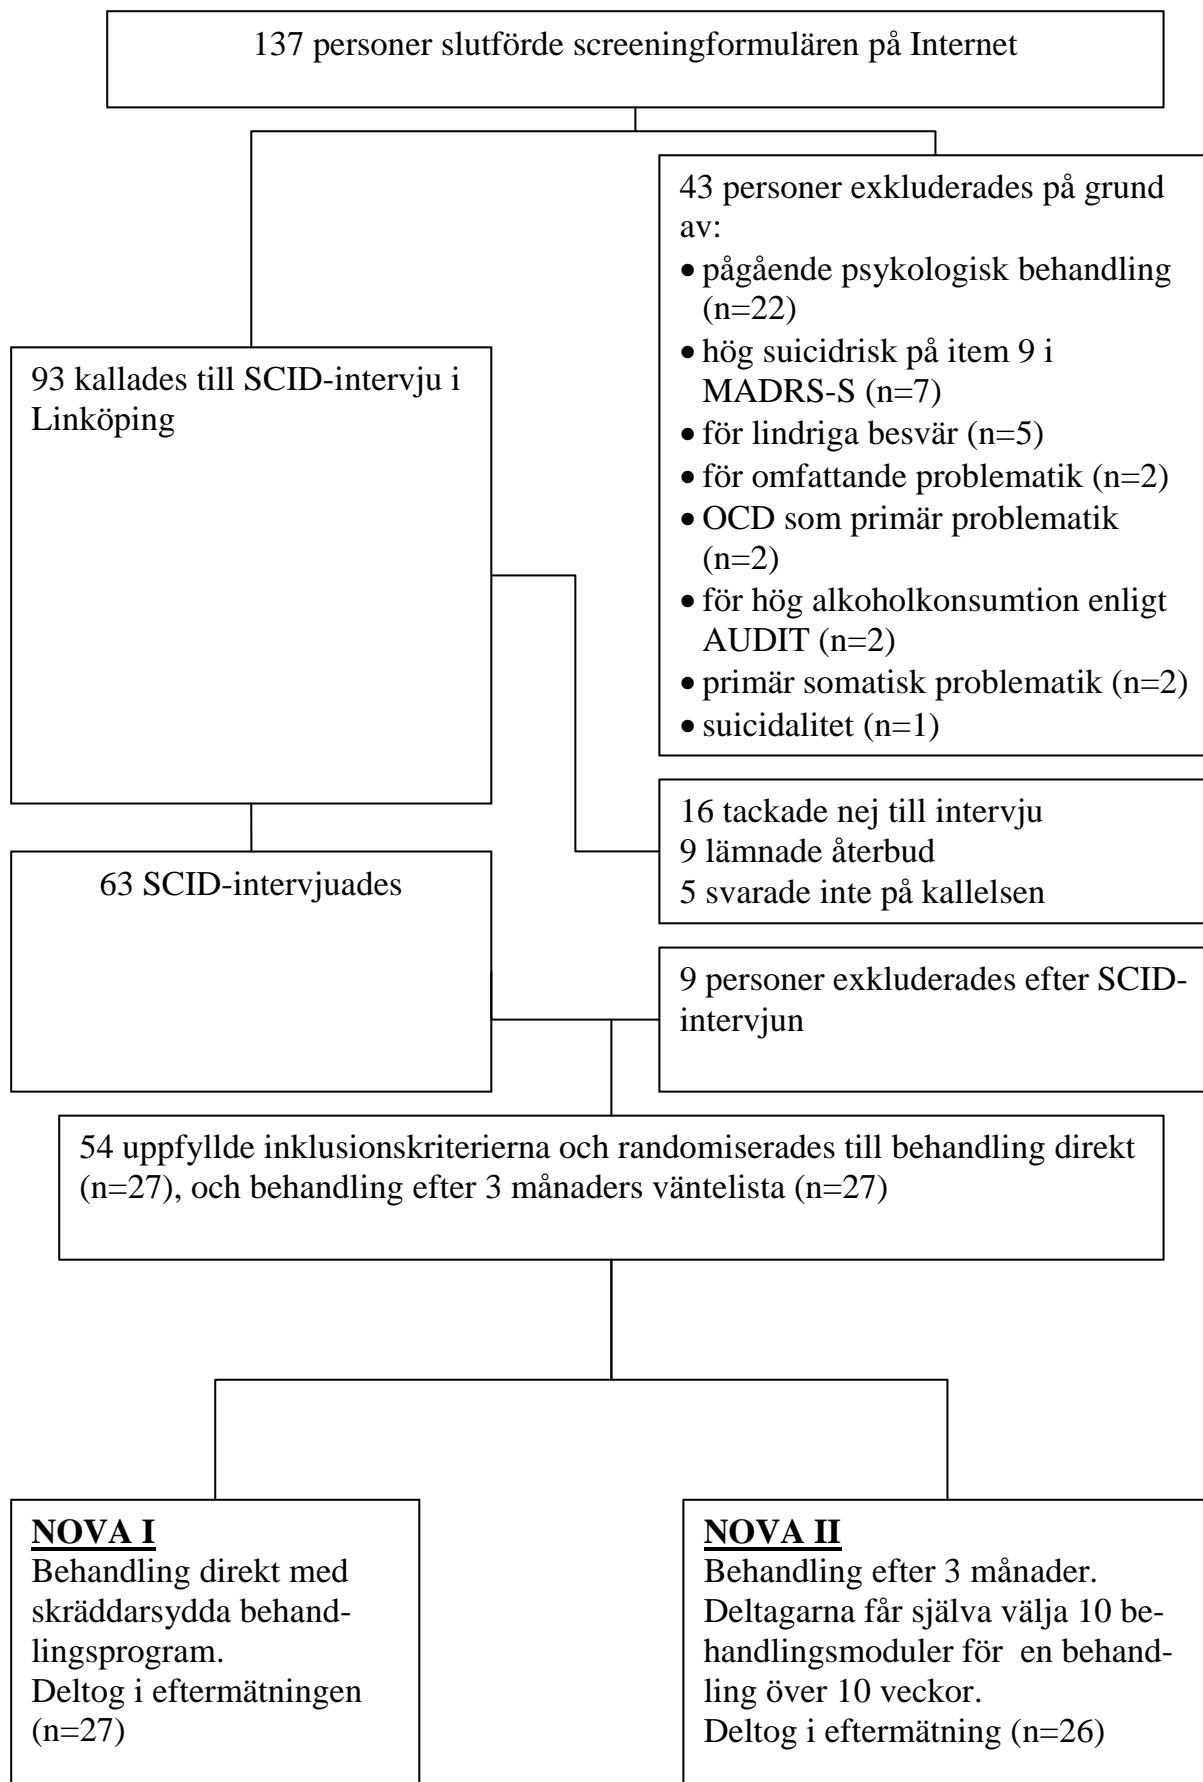 137 personer slutförde screeningformulären på Internet
43 personer exkluderades på grund
av:
• pågående psykologisk behandling
(n=22)
• hög suicidrisk på item 9 i
MADRS-S (n=7)
• för lindriga besvär (n=5)
• för omfattande problematik (n=2)
• OCD som primär problematik
(n=2)
• för hög alkoholkonsumtion enligt
AUDIT (n=2)
• primär somatisk problematik (n=2)
• suicidalitet (n=1)
93 kallades till SCID-intervju i
Linköping
16 tackade nej till intervju
9 lämnade återbud
5 svarade inte på kallelsen
63 SCID-intervjuades
9 personer exkluderades efter SCID-
intervjun
54 uppfyllde inklusionskriterierna och randomiserades till behandling direkt
(n=27), och behandling efter 3 månaders väntelista (n=27)
NOVA I
Behandling direkt med
skräddarsydda behand-
lingsprogram.
Deltog i eftermätningen
(n=27)
NOVA II
Behandling efter 3 månader.
Deltagarna får själva välja 10 be-
handlingsmoduler för  en behand-
ling över 10 veckor.
Deltog i eftermätning (n=26)